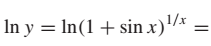 ln y = ln(1 + sin x)^{1/x} =